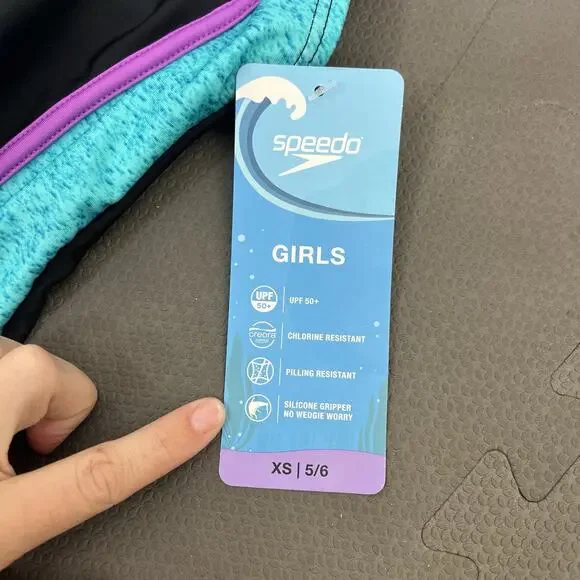 speedo
GIRLS
UPF
50+
UPF 50+
creora
CHLORINE RESISTANT
PILLING RESISTANT
SILICONE GRIPPER
NO WEDGIE WORRY
XS | 5/6